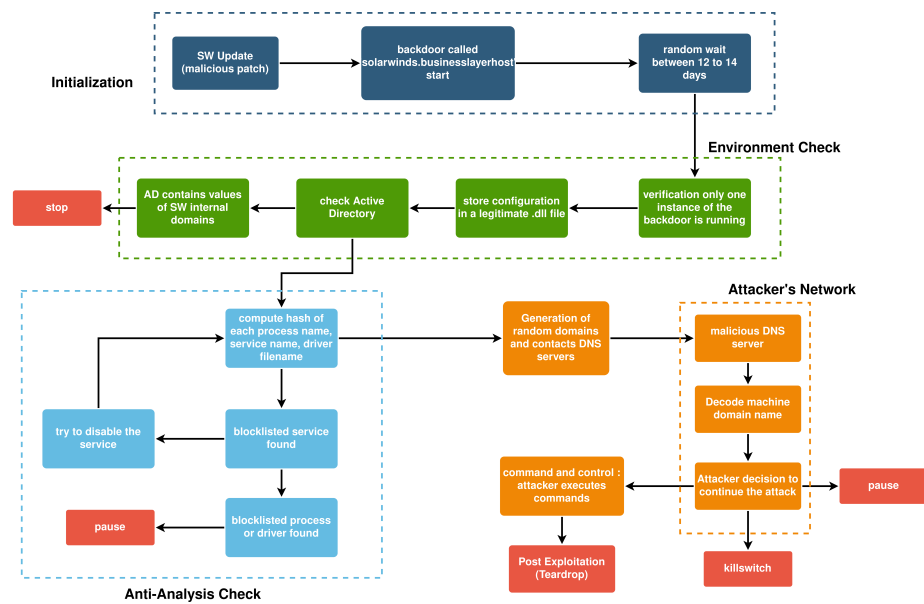 Initialization
SW Update
(malicious patch)
backdoor called
solarwinds.businesslayerhost
start
random wait
between 12 to 14
days
Environment Check
stop
AD contains values
of SW internal
domains
check Active
Directory
store configuration
in a legitimate .dll file
verification only one
instance of the
backdoor is running
Attacker's Network
compute hash of
each process name,
service name, driver
filename
Generation of
random domains
and contacts DNS
servers
malicious DNS
server
try to disable the
service
blocklisted service
found
Decode machine
domain name
command and control :
attacker executes
commands
Attacker decision to
continue the attack
pause
pause
blocklisted process
or driver found
Post Exploitation
(Teardrop)
killswitch
Anti-Analysis Check